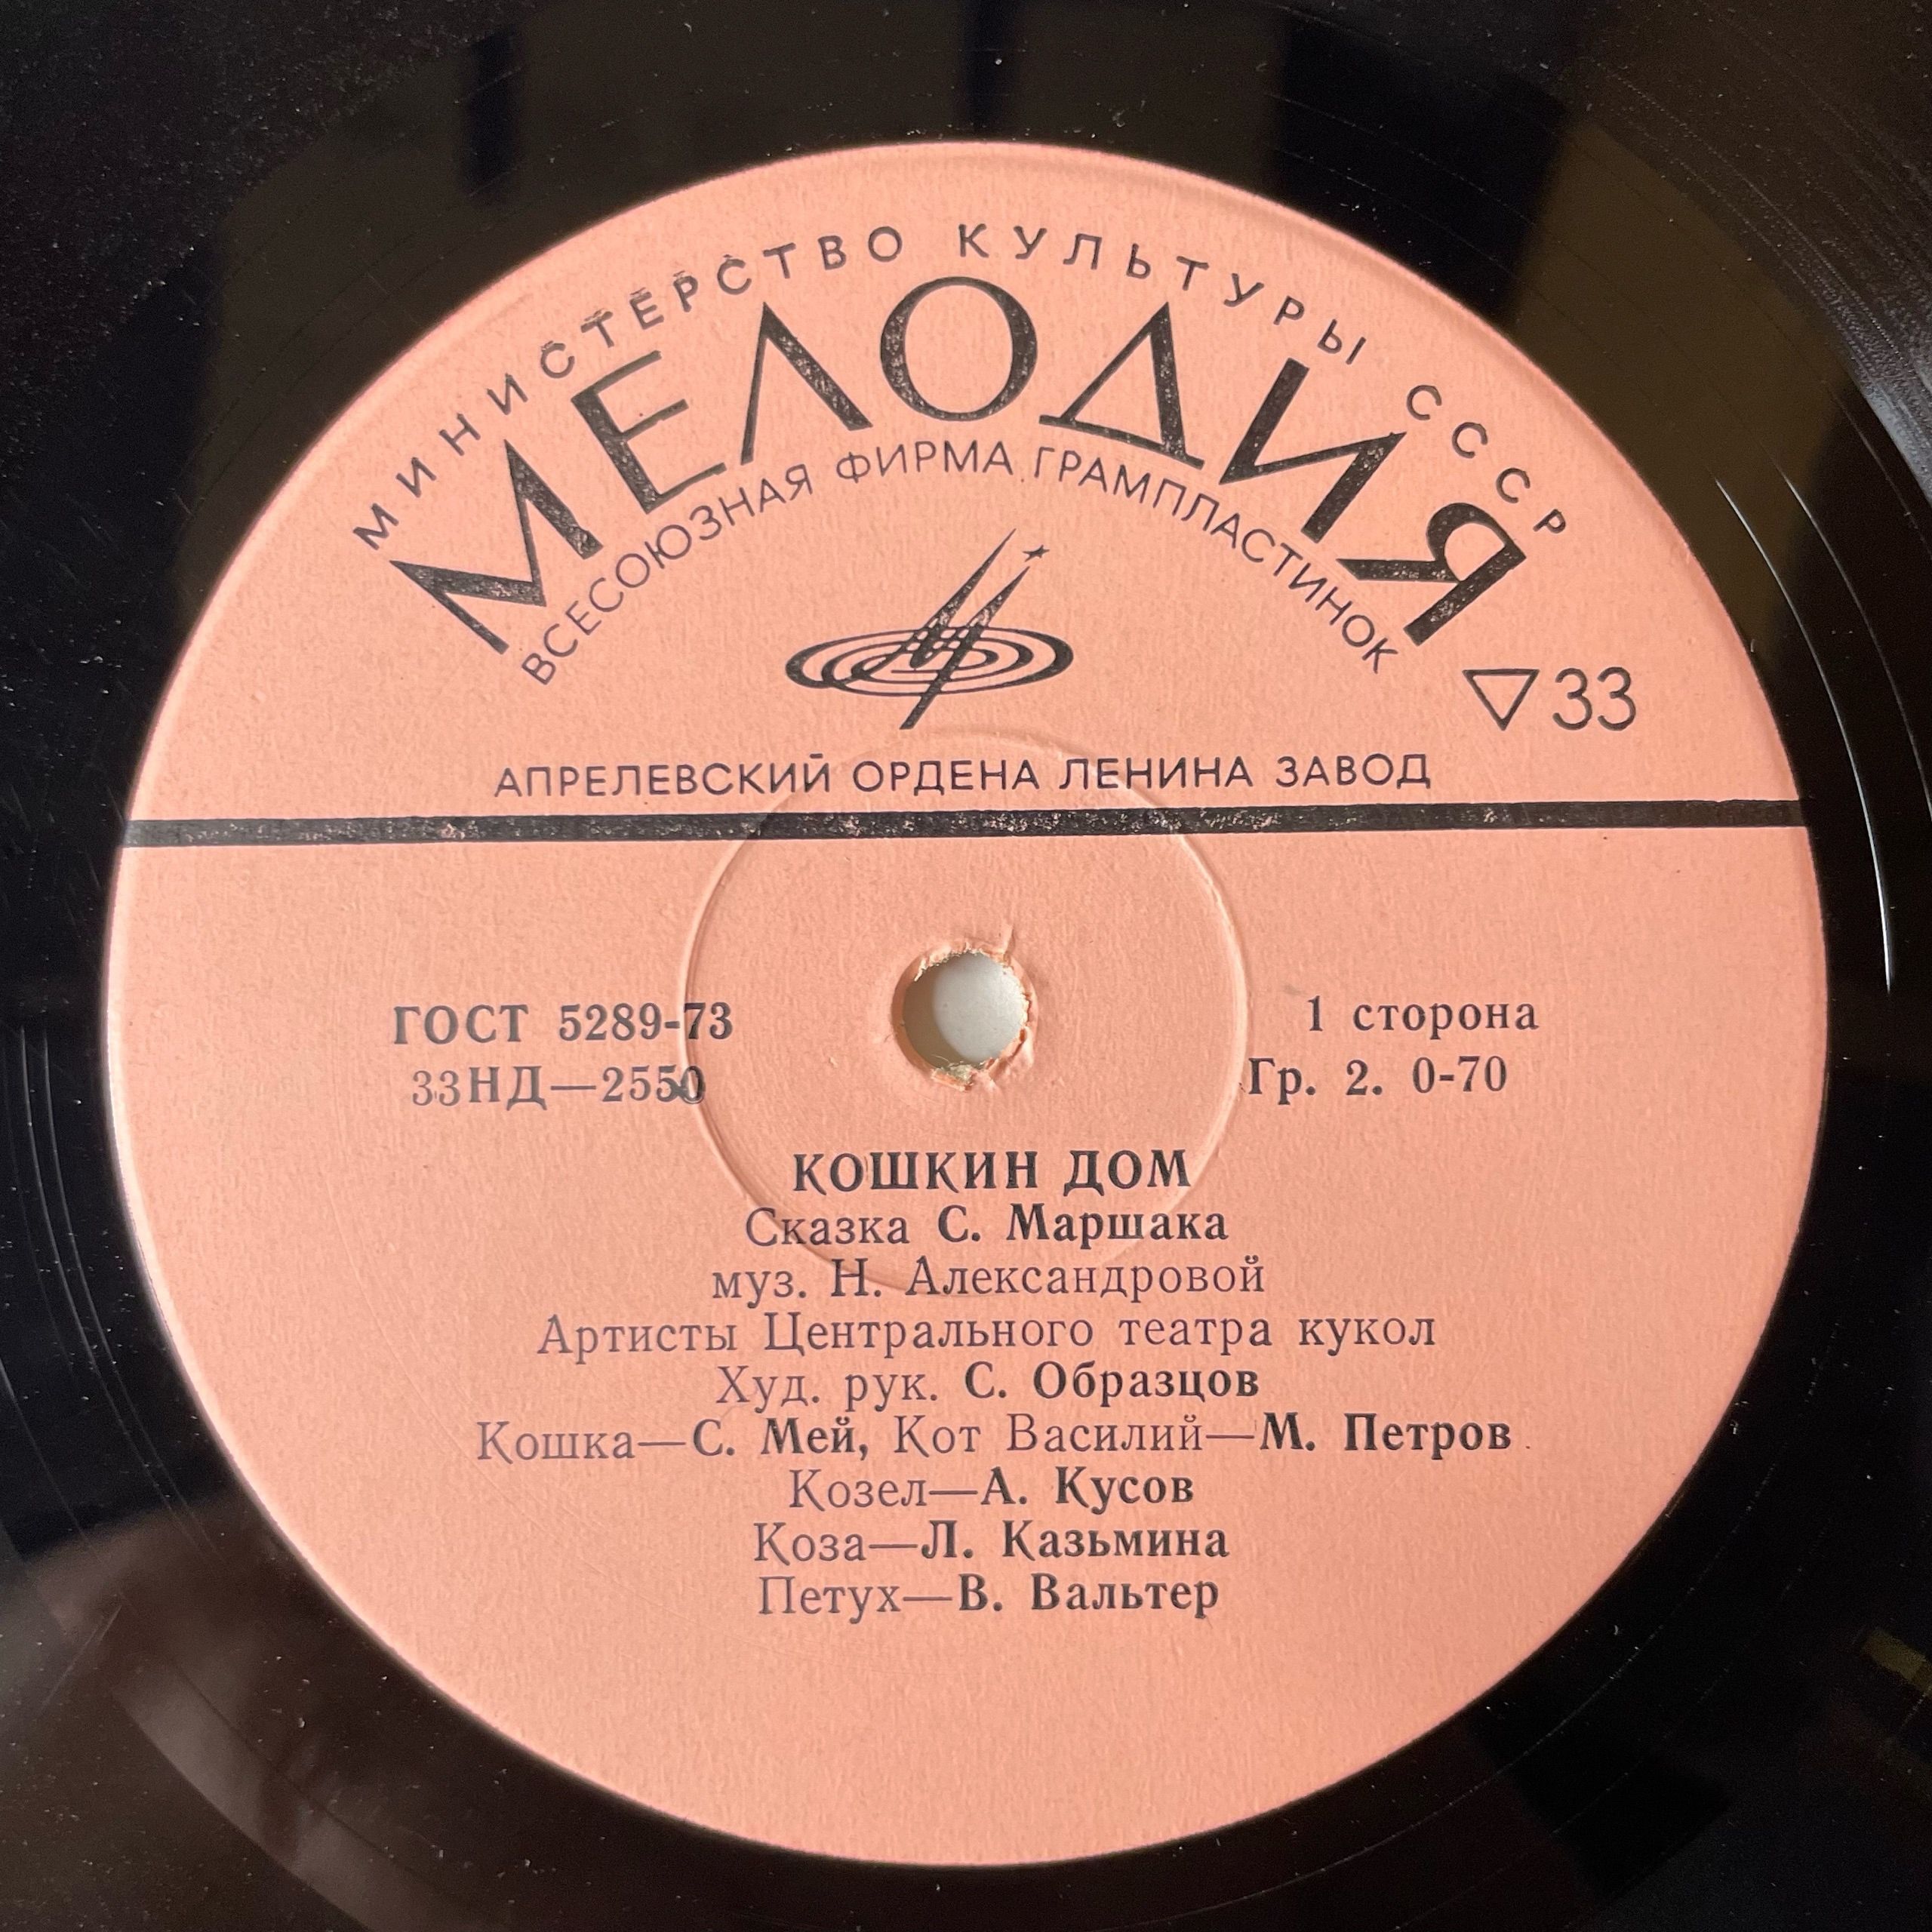 МИНИСТЕРСТВО КУЛЬТУРЫ СССР
МЕЛОДИЯ
ВСЕСОЮЗНАЯ ФИРМА ГРАМПЛАСТИНОК
33
АПРЕЛЕВСКИЙ ОРДЕНА ЛЕНИНА ЗАВОД
ГОСТ 5289-73
33НД—2550
1 сторона
Гр. 2. 0-70
КОШКИН ДОМ
Сказка С. Маршака
муз. Н. Александровой
Артисты Центрального театра кукол
Худ. рук. С. Образцов
Кошка—С. Мей, Кот Василий—М. Петров
Козел—А. Кусов
Коза—Л. Казьмина
Петух—В. Вальтер